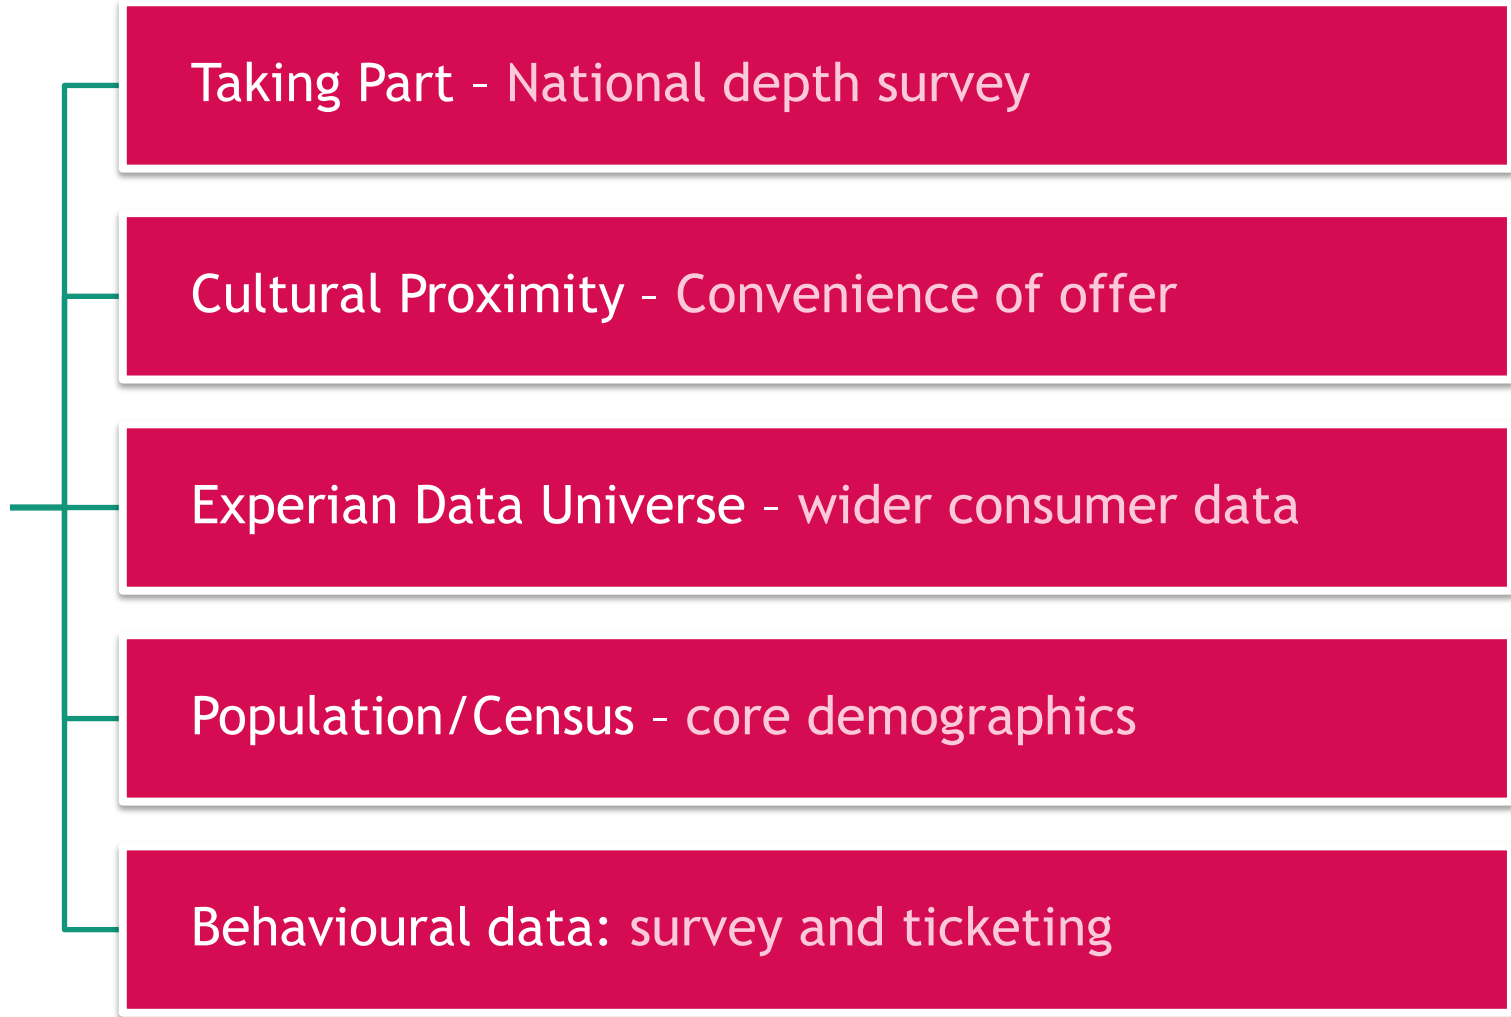 Taking Part – National depth survey
Cultural Proximity – Convenience of offer
Experian Data Universe – wider consumer data
Population/Census – core demographics
Behavioural data: survey and ticketing